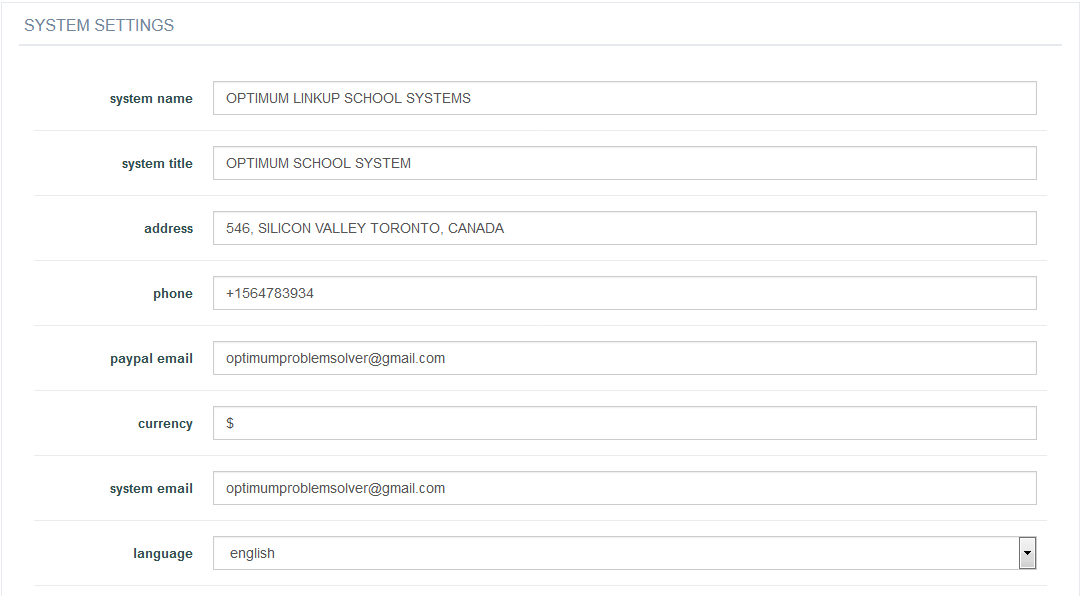 SYSTEM SETTINGS
system name OPTIMUM LINKUP SCHOOL SYSTEMS
system title OPTIMUM SCHOOL SYSTEM
address 546, SILICON VALLEY TORONTO, CANADA
phone +1564783934
paypal email optimumproblemsolver@gmail.com
currency $
system email optimumproblemsolver@gmail.com
language english